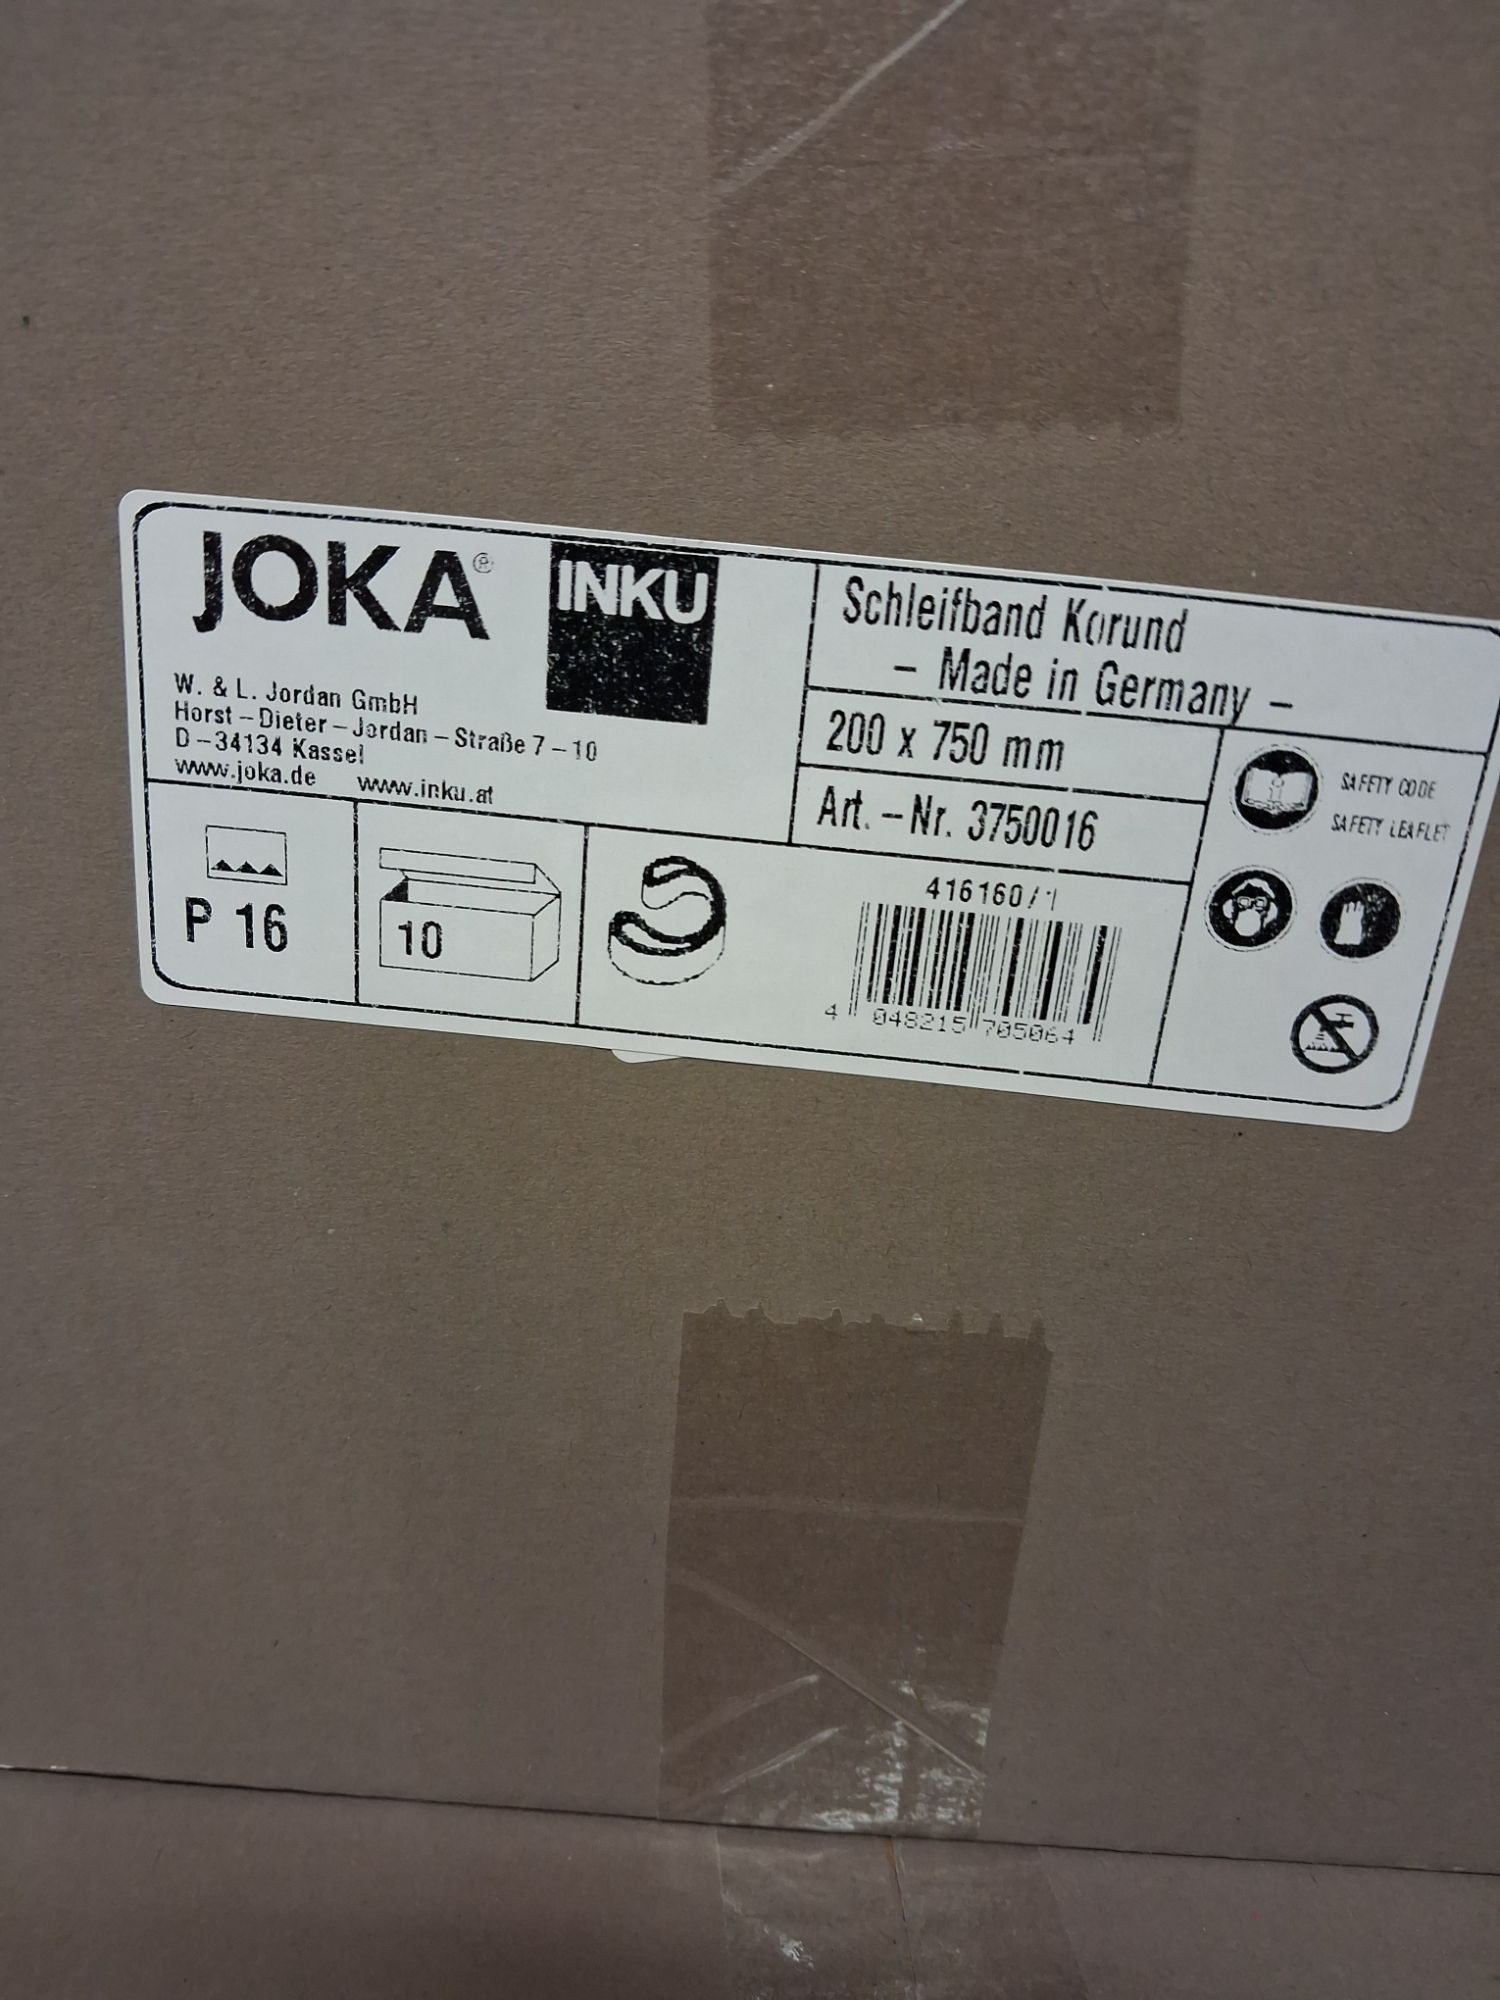 JOKA®
INKU
W. & L. Jordan GmbH
Horst – Dieter – Jordan – Straße 7 – 10
D – 34134 Kassel
www.joka.de www.inku.at
Schleifband Korund
– Made in Germany –
200 x 750 mm
Art. – Nr. 3750016
SAFETY CODE
SAFETY LEAFLET
P 16
10
416160/1
4 048215 705064